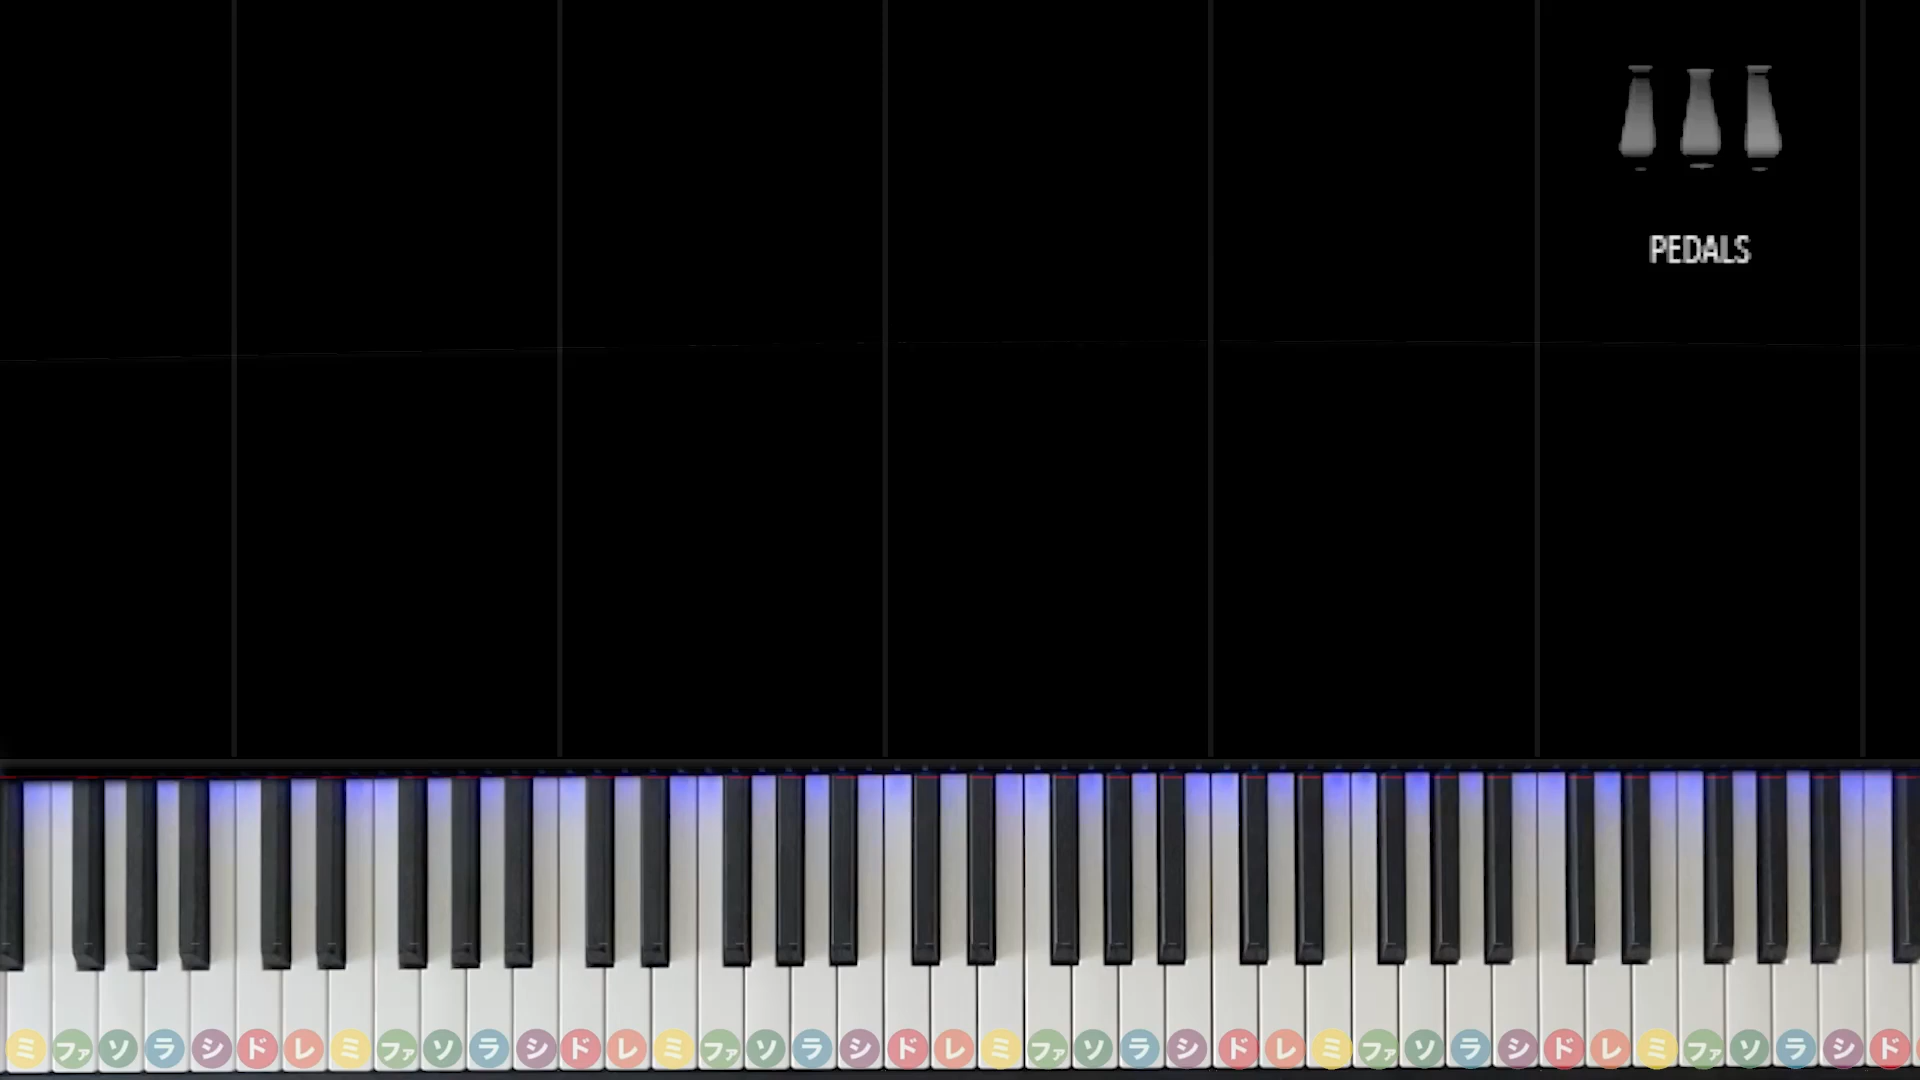 PEDALS
ミ ファ ソ ラ シ ド レ ミ ファ ソ ラ シ ド レ ミ ファ ソ ラ シ ド レ ミ ファ ソ ラ シ ド レ ミ ファ ソ ラ シ ド レ ミ ファ ソ ラ シ ド